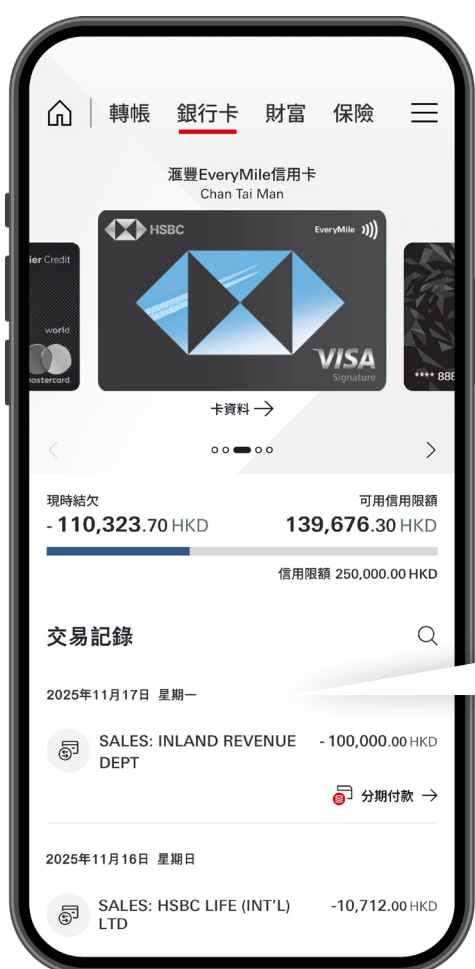 轉帳 銀行卡 財富 保險
滙豐EveryMile信用卡
Chan Tai Man
ier Credit
HSBC
EveryMile
world
mastercard.
VISA
Signature
•••• 888
卡資料 →
現時結欠
可用信用限額
- 110,323.70 HKD
139,676.30 HKD
信用限額 250,000.00 HKD
交易記錄
2025年11月17日 星期一
SALES: INLAND REVENUE
DEPT
- 100,000.00 HKD
分期付款 →
2025年11月16日 星期日
SALES: HSBC LIFE (INT'L)
LTD
-10,712.00 HKD